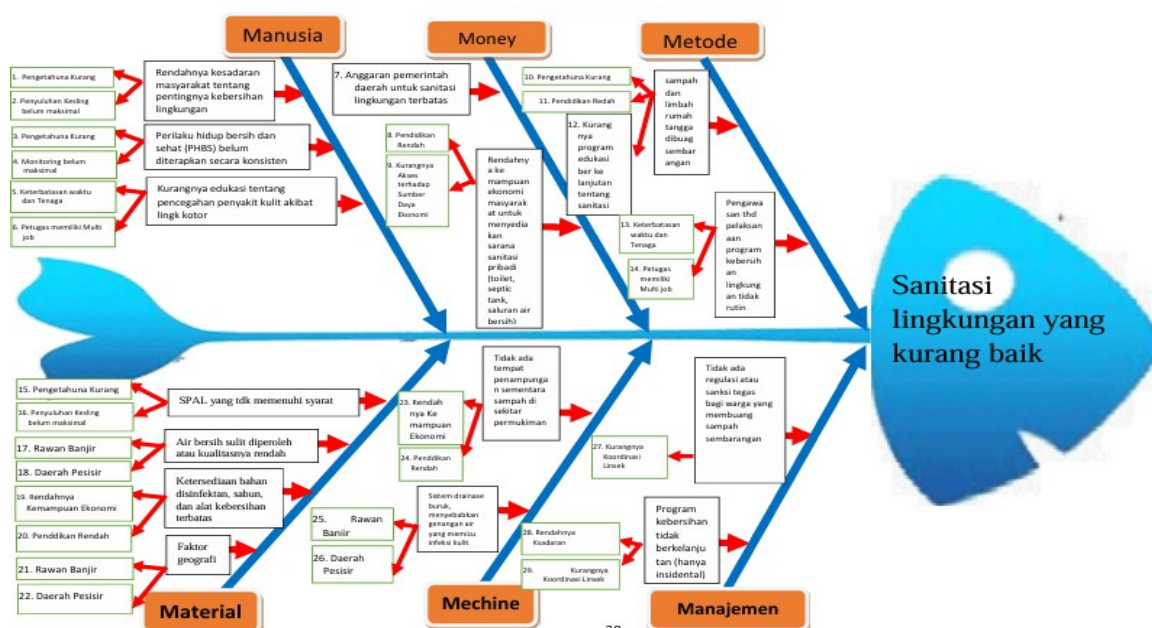 Manusia
Money
Metode
1. Pengetahuna Kurang
2. Penyuluhan Kesling
belum maksimal
Rendahnya kesadaran
masyarakat tentang
pentingnya kebersihan
lingkungan
3. Pengetahuna Kurang
4. Monitoring belum
maksimal
Perilaku hidup bersih dan
sehat (PHBS) belum
diterapkan secara konsisten
5. Keterbatasan waktu
dan Tenaga
6. Petugas memiliki Multi
job
Kurangnya edukasi tentang
pencegahan penyakit kulit akibat
lingk kotor
7. Anggaran pemerintah
daerah untuk sanitasi
lingkungan terbatas
8. Pendidikan
Rendah
9. Kurangnya
Akses
terhadap
Sumber
Daya
Ekonomi
Rendahny
a ke
mampuan
ekonomi
masyarak
at untuk
menyedia
kan
sarana
sanitasi
pribadi
(toilet,
septic
tank,
saluran air
bersih)
10. Pengetahuna Kurang
11. Pendidikan Redah
12. Kurang
nya
program
edukasi
ber ke
lanjutan
tentang
sanitasi
sampah
dan
limbah
rumah
tangga
dibuag
sembar
angan
13. Keterbatasan
waktu dan
Tenaga
14. Petugas
memiliki
Multi job
Pengawa
san thd
pelaksan
aan
program
kebersih
an
lingkung
an tidak
rutin
Sanitasi
lingkungan yang
kurang baik
15. Pengetahuna Kurang
16. Penyuluhan Kesling
belum maksimal
SPAL yang tdk memenuhi syarat
17. Rawan Banjir
18. Daerah Pesisir
Air bersih sulit diperoleh
atau kualitasnya rendah
19. Rendahnya
Kemampuan Ekonomi
20. Penddikan Rendah
Ketersediaan bahan
disinfektan, sabun,
dan alat kebersihan
terbatas
21. Rawan Banjir
22. Daerah Pesisir
Faktor
geografi
Tidak ada
tempat
penampunga
n sementara
sampah di
sekitar
permukiman
23. Rendah
nya Ke
mampuan
Ekonomi
24. Penddikan
Rendah
Sistem drainase
buruk,
menyebabkan
genangan air
yang memicu
infeksi kulit
25. Rawan
Banjir
26. Daerah
Pesisir
Tidak ada
regulasi atau
sanksi tegas
bagi warga yang
membuang
sampah
sembarangan
27. Kurangnya
Koordinasi
Linsek
Program
kebersihan
tidak
berkelanju
tan (hanya
insidental)
28. Rendahnya
Ksadaran
29. Kurangnya
Koordinasi Linsek
Material
Mechine
Manajemen